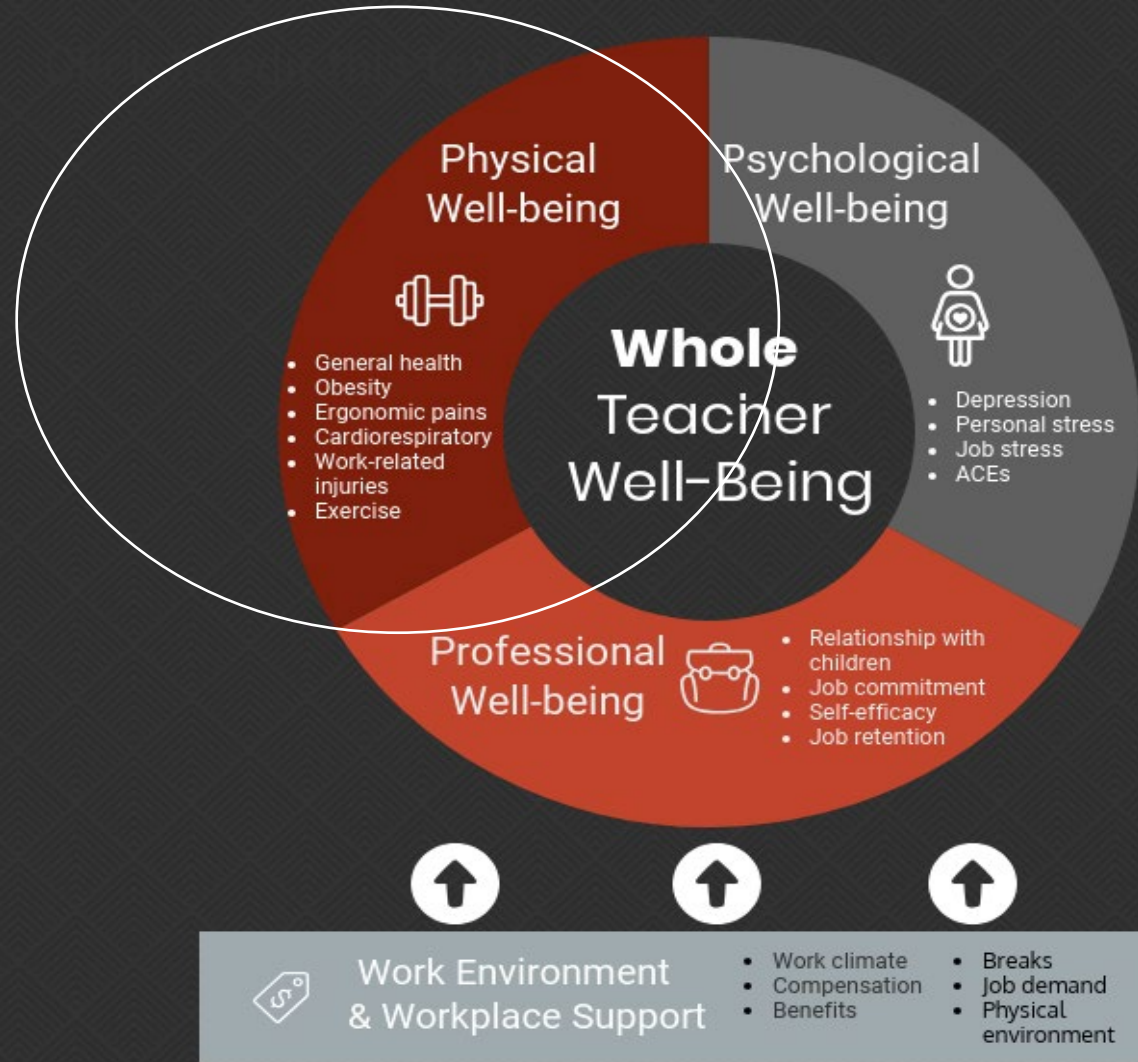 Physical
Well-being
General health
Obesity
Ergonomic pains
Cardiorespiratory
Work-related
injuries
Exercise
Psychological
Well-being
Depression
Personal stress
Job stress
ACEs
Whole
Teacher
Well-Being
Professional
Well-being
Relationship with
children
Job commitment
Self-efficacy
Job retention
Work Environment
& Workplace Support
Work climate
Compensation
Benefits
Breaks
Job demand
Physical
environment